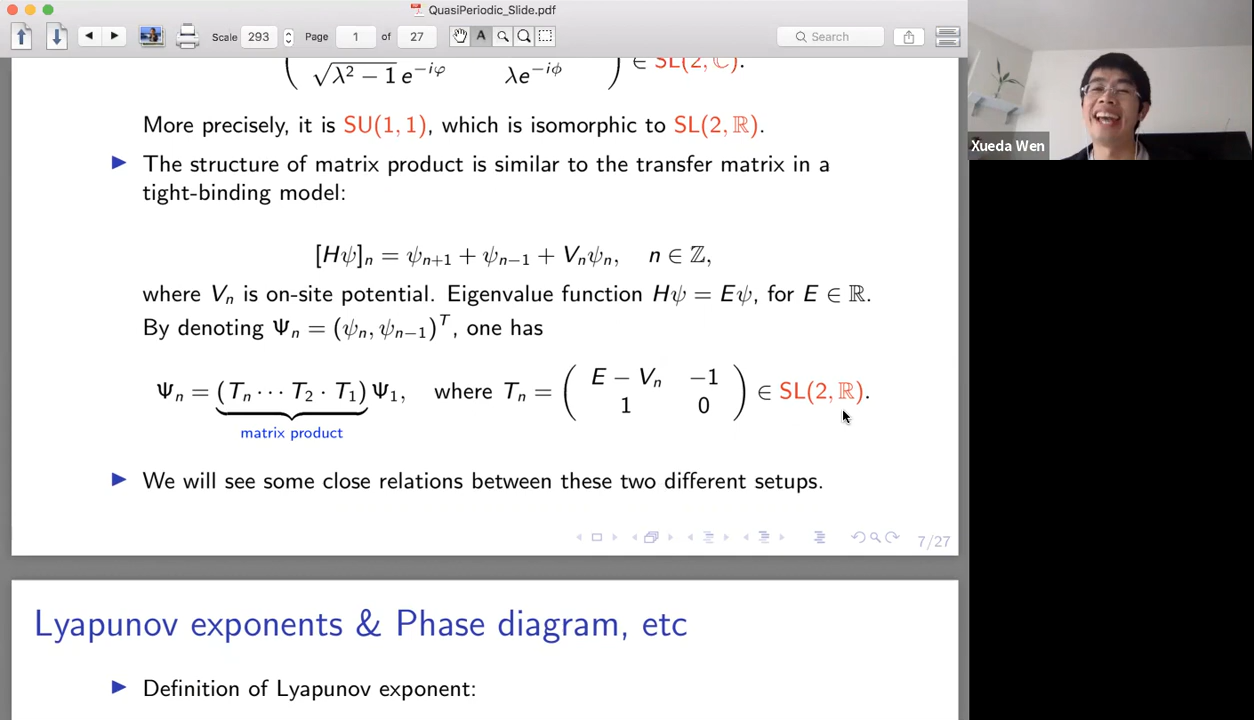 QuasiPeriodic_Slide.pdf
Scale 293 Page 1 of 27 Search
( √λ² − 1 e^{−iφ} λe^{−iϕ} ) ∈ SL(2, ℂ).
More precisely, it is SU(1, 1), which is isomorphic to SL(2, ℝ).
The structure of matrix product is similar to the transfer matrix in a
tight-binding model:
[Hψ]ₙ = ψₙ₊₁ + ψₙ₋₁ + Vₙψₙ, n ∈ ℤ,
where Vₙ is on-site potential. Eigenvalue function Hψ = Eψ, for E ∈ ℝ.
By denoting Ψₙ = (ψₙ, ψₙ₋₁)ᵀ, one has
Ψₙ = (Tₙ ··· T₂ · T₁) Ψ₁, where Tₙ = ( E − Vₙ −1 1 0 ) ∈ SL(2, ℝ).
matrix product
We will see some close relations between these two different setups.
7/27
Lyapunov exponents & Phase diagram, etc
Definition of Lyapunov exponent:
Xueda Wen